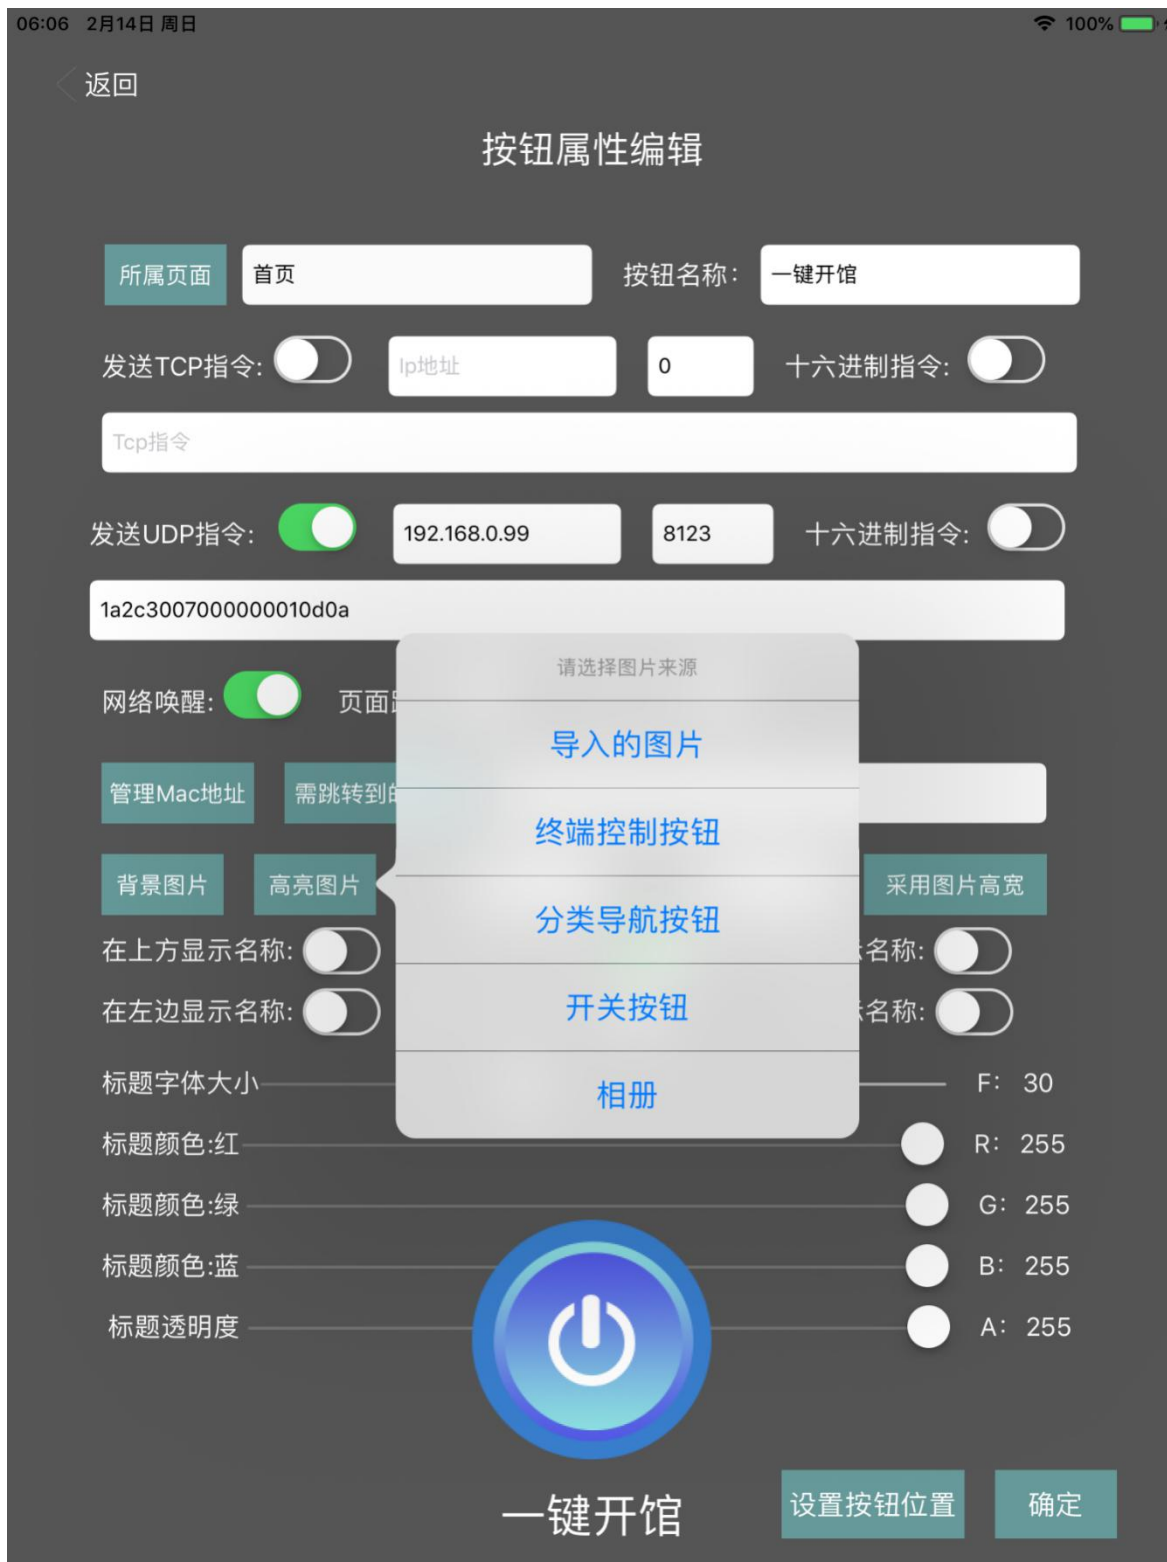 06:06 2月14日 周日 100%
返回
按钮属性编辑
所属页面 首页 按钮名称: 一键开馆
发送TCP指令: Ip地址 0 十六进制指令:
Tcp指令
发送UDP指令: 192.168.0.99 8123 十六进制指令:
1a2c3007000000010d0a
请选择图片来源
网络唤醒: 页面
导入的图片
管理Mac地址 需跳转到
终端控制按钮
背景图片 高亮图片 采用图片高宽
分类导航按钮
在上方显示名称: 名称:
在左边显示名称: 名称:
开关按钮
相册
标题字体大小 F: 30
标题颜色:红 R: 255
标题颜色:绿 G: 255
标题颜色:蓝 B: 255
标题透明度 A: 255
一键开馆
设置按钮位置 确定